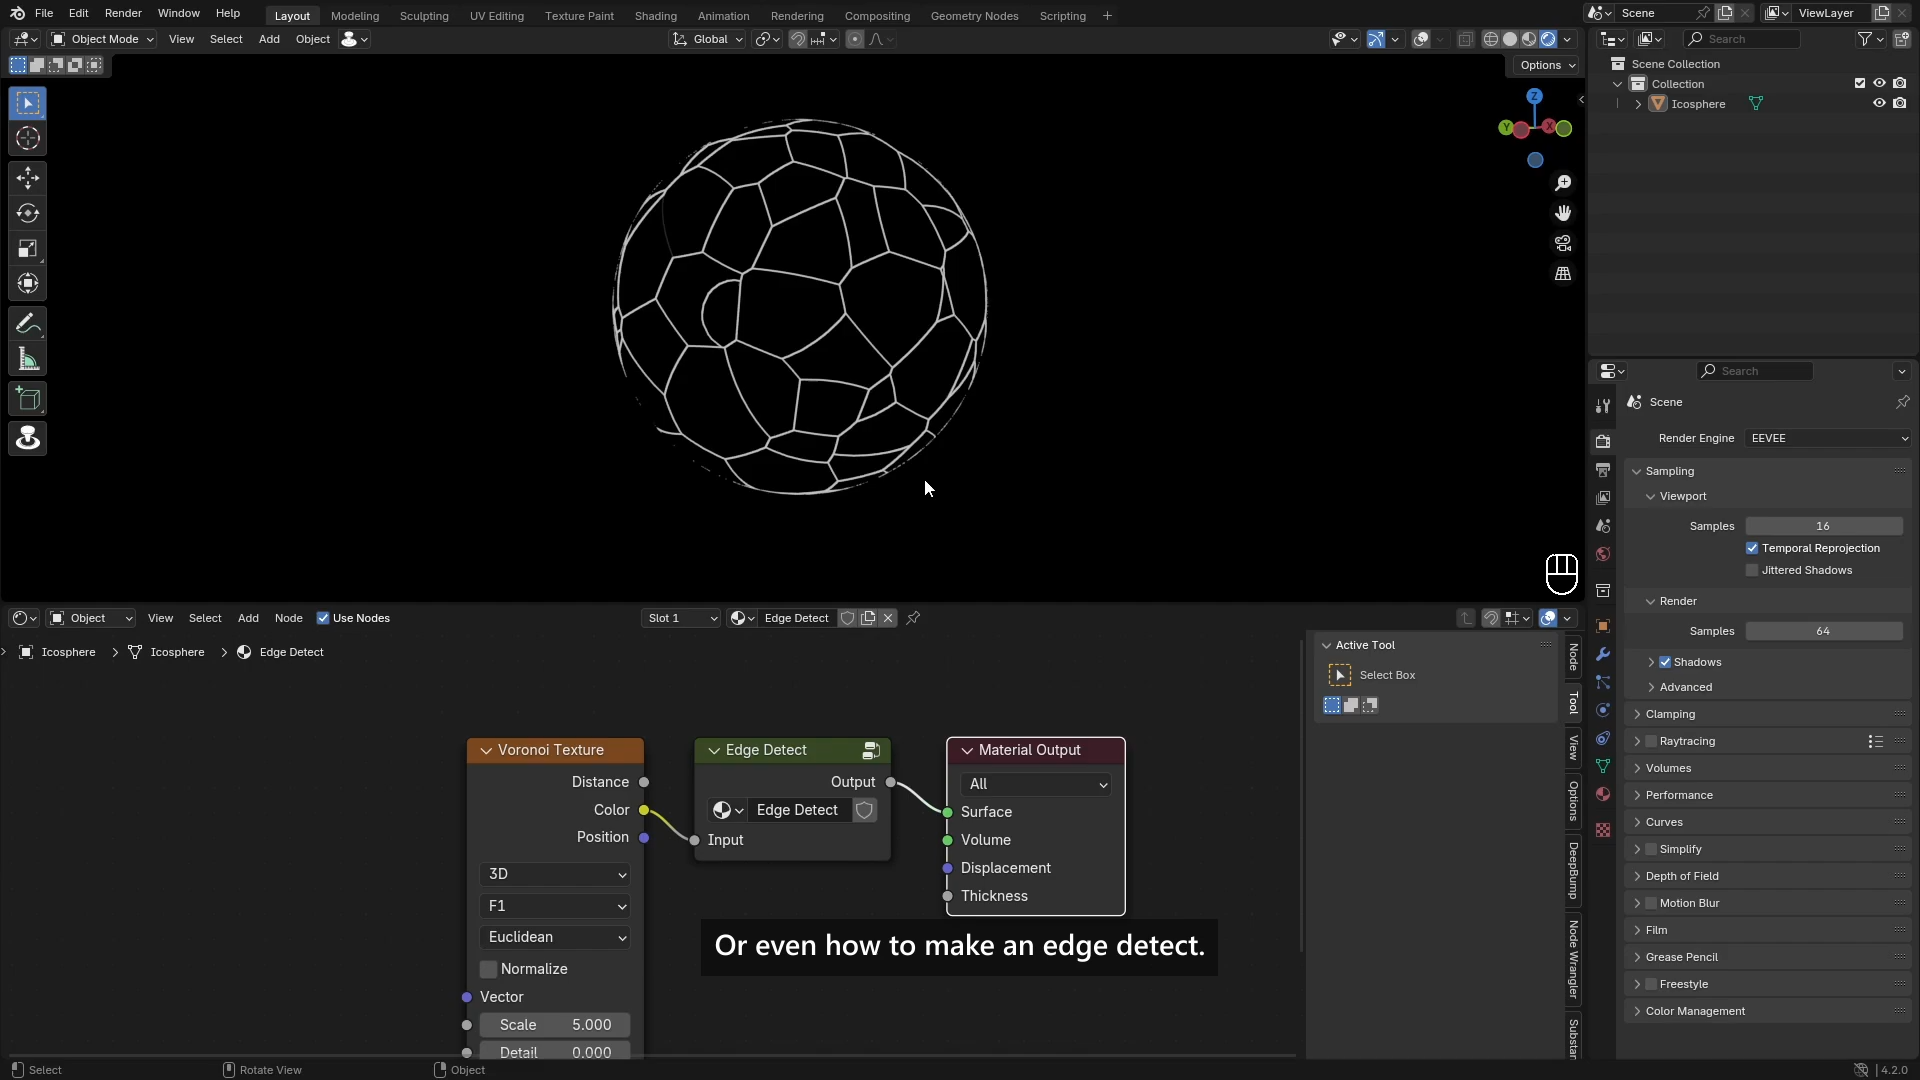 File Edit Render Window Help Layout Modeling Sculpting UV Editing Texture Paint Shading Animation Rendering Compositing Geometry Nodes Scripting + Scene ViewLayer
Object Mode View Select Add Object Global Search
Options
Scene Collection
Collection
Icosphere
Z
Y X
Search
Scene
Render Engine EEVEE
Sampling
Viewport
Samples 16
Temporal Reprojection
Jittered Shadows
Render
Samples 64
Shadows
Advanced
Clamping
Raytracing
Volumes
Performance
Curves
Simplify
Depth of Field
Motion Blur
Film
Grease Pencil
Freestyle
Color Management
Object View Select Add Node Use Nodes Slot 1 Edge Detect
Icosphere > Icosphere > Edge Detect
Active Tool
Select Box
Node
Tool
View
Options
DeepBump
Node Wrangler
Substan
Voronoi Texture
Distance
Color
Position
3D
F1
Euclidean
Normalize
Vector
Scale 5.000
Detail 0.000
Edge Detect
Output
Edge Detect
Input
Material Output
All
Surface
Volume
Displacement
Thickness
Or even how to make an edge detect.
Select Rotate View Object 4.2.0